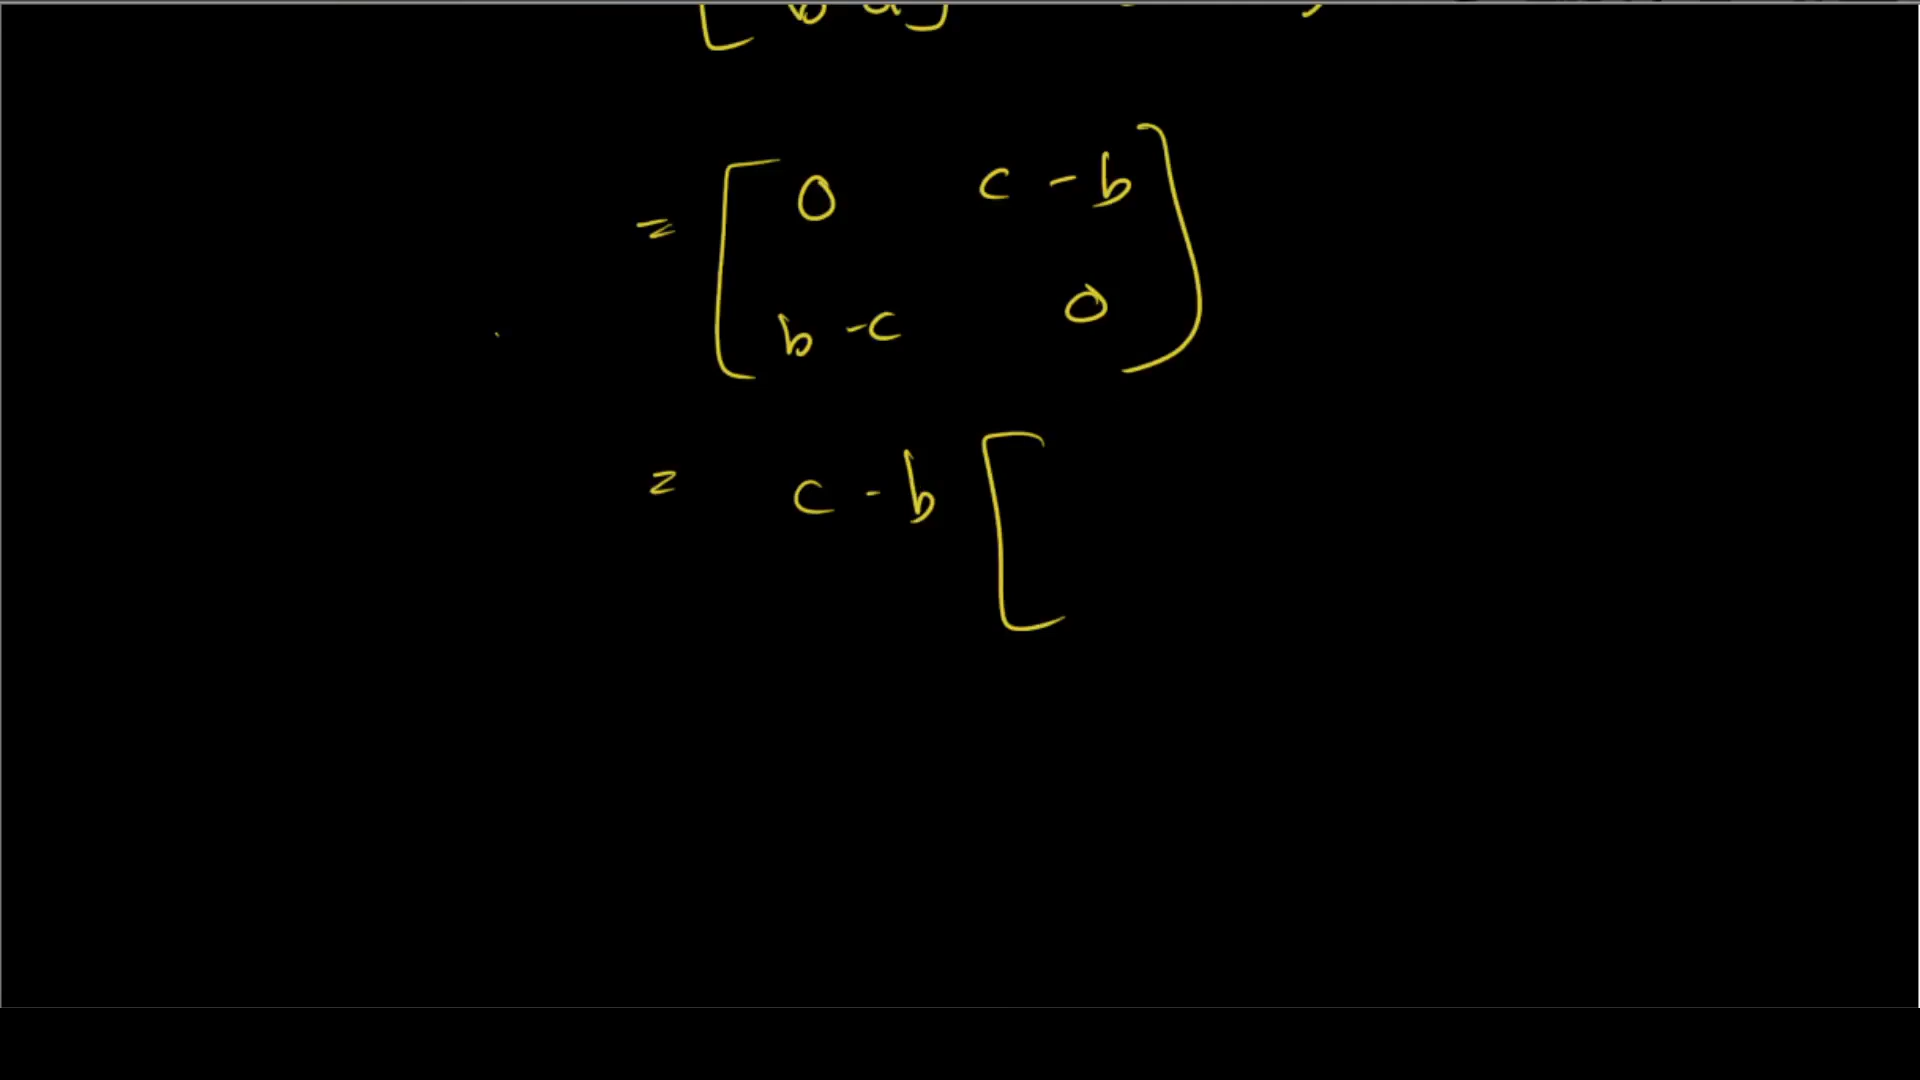 = [ 0 c - b
b - c 0 ]
= c - b [